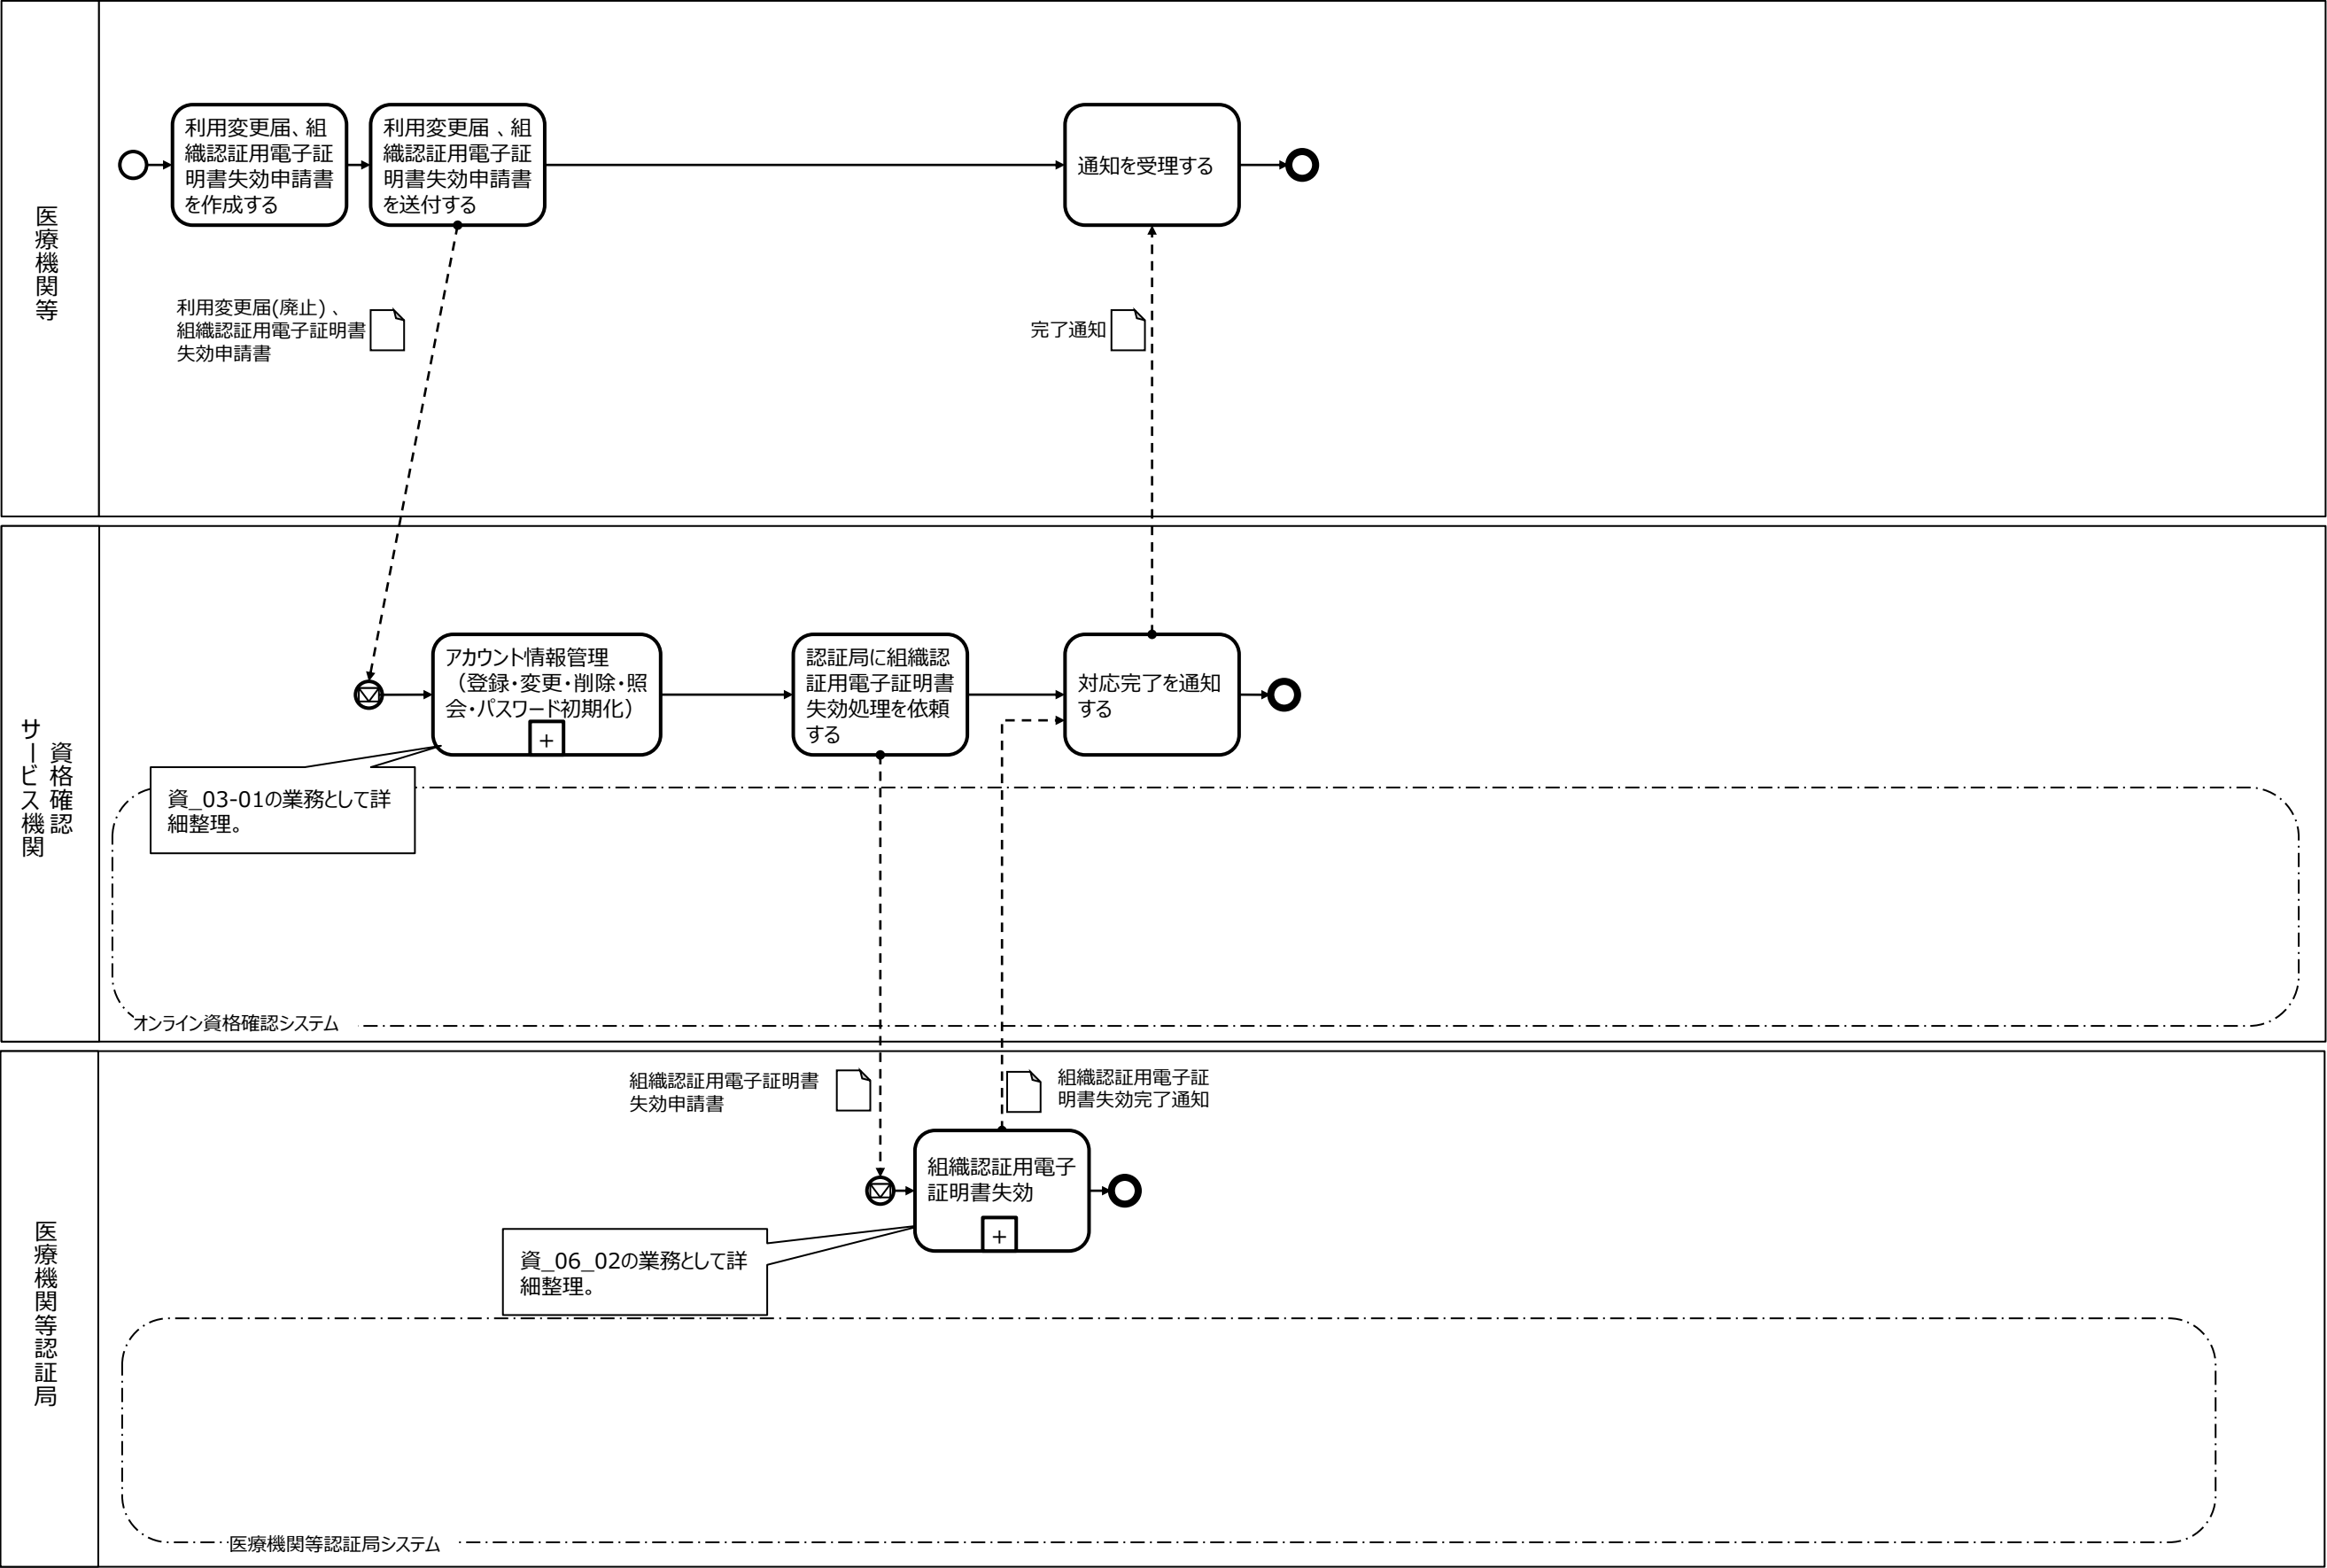 医療機関等
利用変更届、組
織認証用電子証
明書失効申請書
を作成する
利用変更届 、組
織認証用電子証
明書失効申請書
を送付する
通知を受理する
利用変更届(廃止) 、
組織認証用電子証明書
失効申請書
完了通知
資格確認
サービス機関
アカウント情報管理
（登録・変更・削除・照
会・パスワード初期化）
+
認証局に組織認
証用電子証明書
失効処理を依頼
する
対応完了を通知
する
資_03-01の業務として詳
細整理。
オンライン資格確認システム
医療機関等認証局
組織認証用電子証明書
失効申請書
組織認証用電子証
明書失効完了通知
組織認証用電子
証明書失効
+
資_06_02の業務として詳
細整理。
医療機関等認証局システム